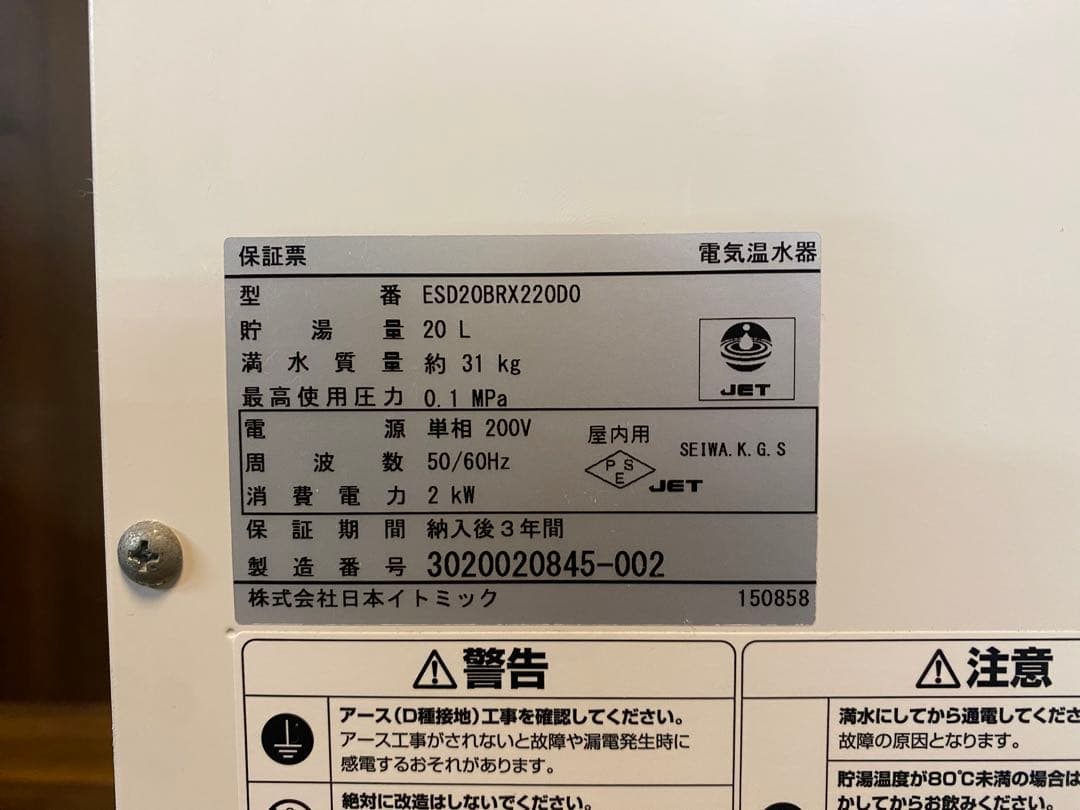 保証票 電気温水器
型番 ESD20BRX220D0
貯湯量 20 L
満水質量 約 31 kg
最高使用圧力 0.1 MPa
JET
電源 単相 200V
屋内用
周波数 50/60Hz
PSE
JET
SEIWA.K.G.S
消費電力 2 kW
保証期間 納入後3年間
製造番号 3020020845-002
株式会社日本イトミック 150858
警告
アース(D種接地)工事を確認してください。
アース工事がされないと故障や漏電発生時に
感電するおそれがあります。
絶対に改造はしないでください。
注意
満水にしてから通電してくださ
故障の原因となります。
貯湯温度が80℃未満の場合は
かしてからお飲みください。